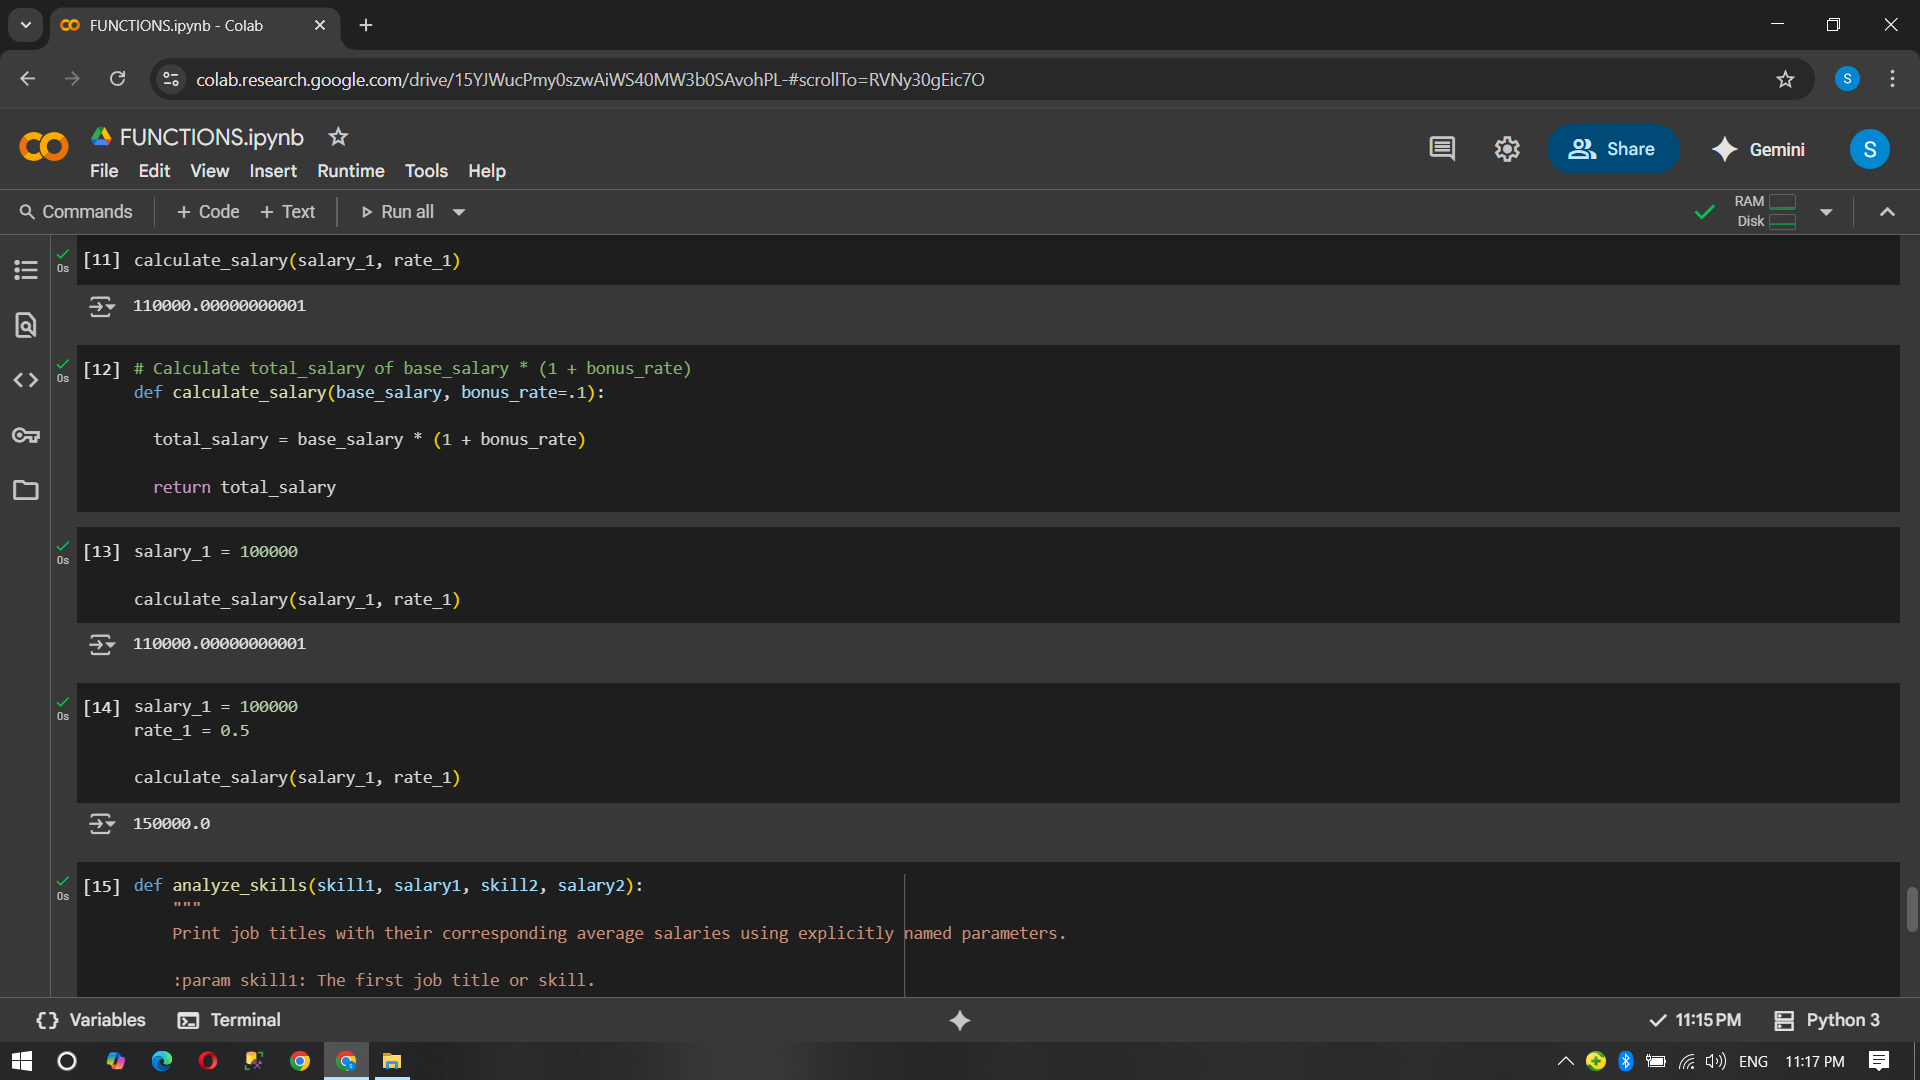 FUNCTIONS.ipynb - Colab
colab.research.google.com/drive/15YJWucPmy0szwAiWS40MW3b0SAvohPL-#scrollTo=RVNy30gEic7O
S
FUNCTIONS.ipynb
Share
Gemini
S
File Edit View Insert Runtime Tools Help
Commands + Code + Text Run all
RAM
Disk
[11] calculate_salary(salary_1, rate_1)
0s
110000.00000000001
[12] # Calculate total_salary of base_salary * (1 + bonus_rate)
0s
def calculate_salary(base_salary, bonus_rate=.1):
total_salary = base_salary * (1 + bonus_rate)
return total_salary
[13] salary_1 = 100000
0s
calculate_salary(salary_1, rate_1)
110000.00000000001
[14] salary_1 = 100000
0s
rate_1 = 0.5
calculate_salary(salary_1, rate_1)
150000.0
[15] def analyze_skills(skill1, salary1, skill2, salary2):
0s
"""
Print job titles with their corresponding average salaries using explicitly named parameters.
:param skill1: The first job title or skill.
{} Variables Terminal
11:15 PM Python 3
ENG 11:17 PM